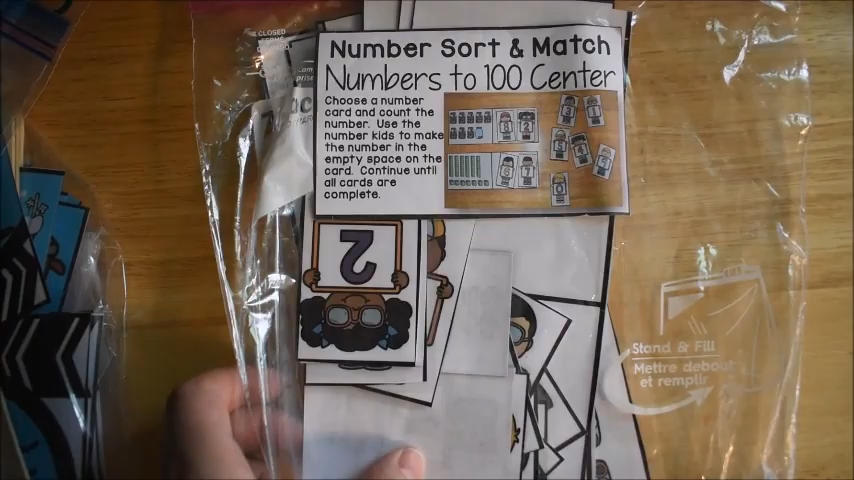 Number Sort & Match
Numbers to 100 Center
Choose a number
card and count the
number. Use the
number kids to make
the number in the
empty space on the
card. Continue until
all cards are
complete.
2
Stand & Fill
Mettre debout
et remplir